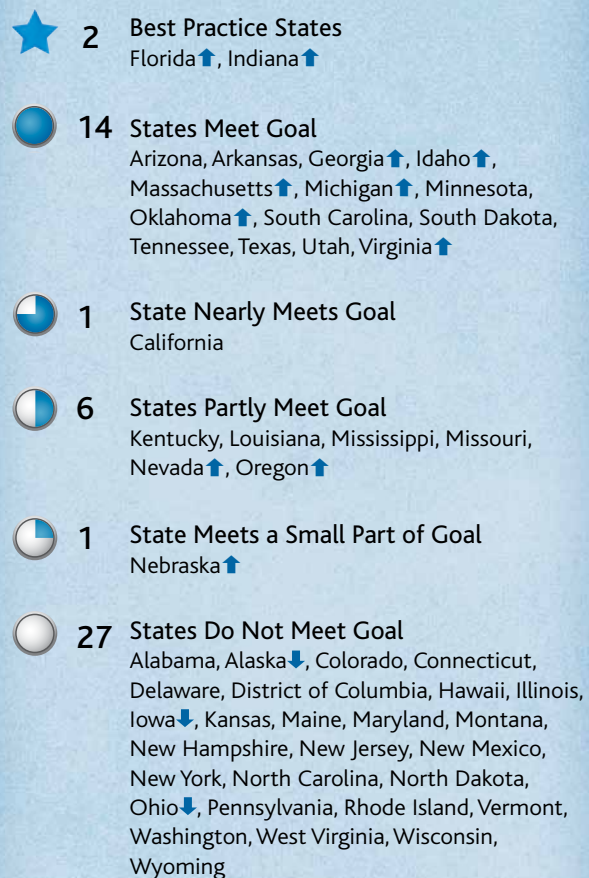 2 Best Practice States
Florida⬆, Indiana⬆
14 States Meet Goal
Arizona, Arkansas, Georgia⬆, Idaho⬆,
Massachusetts⬆, Michigan⬆, Minnesota,
Oklahoma⬆, South Carolina, South Dakota,
Tennessee, Texas, Utah, Virginia⬆
1 State Nearly Meets Goal
California
6 States Partly Meet Goal
Kentucky, Louisiana, Mississippi, Missouri,
Nevada⬆, Oregon⬆
1 State Meets a Small Part of Goal
Nebraska⬆
27 States Do Not Meet Goal
Alabama, Alaska⬇, Colorado, Connecticut,
Delaware, District of Columbia, Hawaii, Illinois,
Iowa⬇, Kansas, Maine, Maryland, Montana,
New Hampshire, New Jersey, New Mexico,
New York, North Carolina, North Dakota,
Ohio⬇, Pennsylvania, Rhode Island, Vermont,
Washington, West Virginia, Wisconsin,
Wyoming